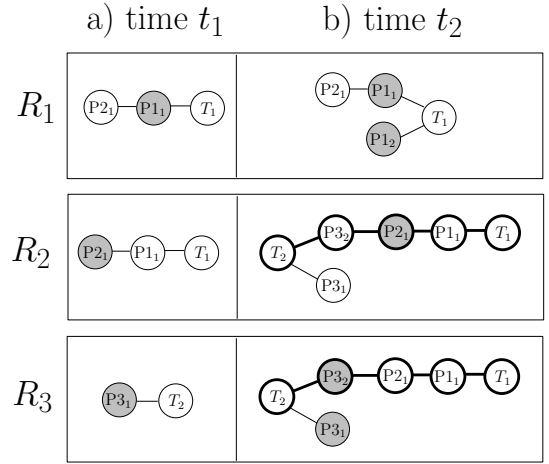 a) time t₁ b) time t₂
R₁ P2₁ P1₁ T₁ P2₁ P1₁ T₁ P1₂
R₂ P2₁ P1₁ T₁ T₂ P3₂ P2₁ P1₁ T₁ P3₁
R₃ P3₁ T₂ T₂ P3₂ P2₁ P1₁ T₁ P3₁